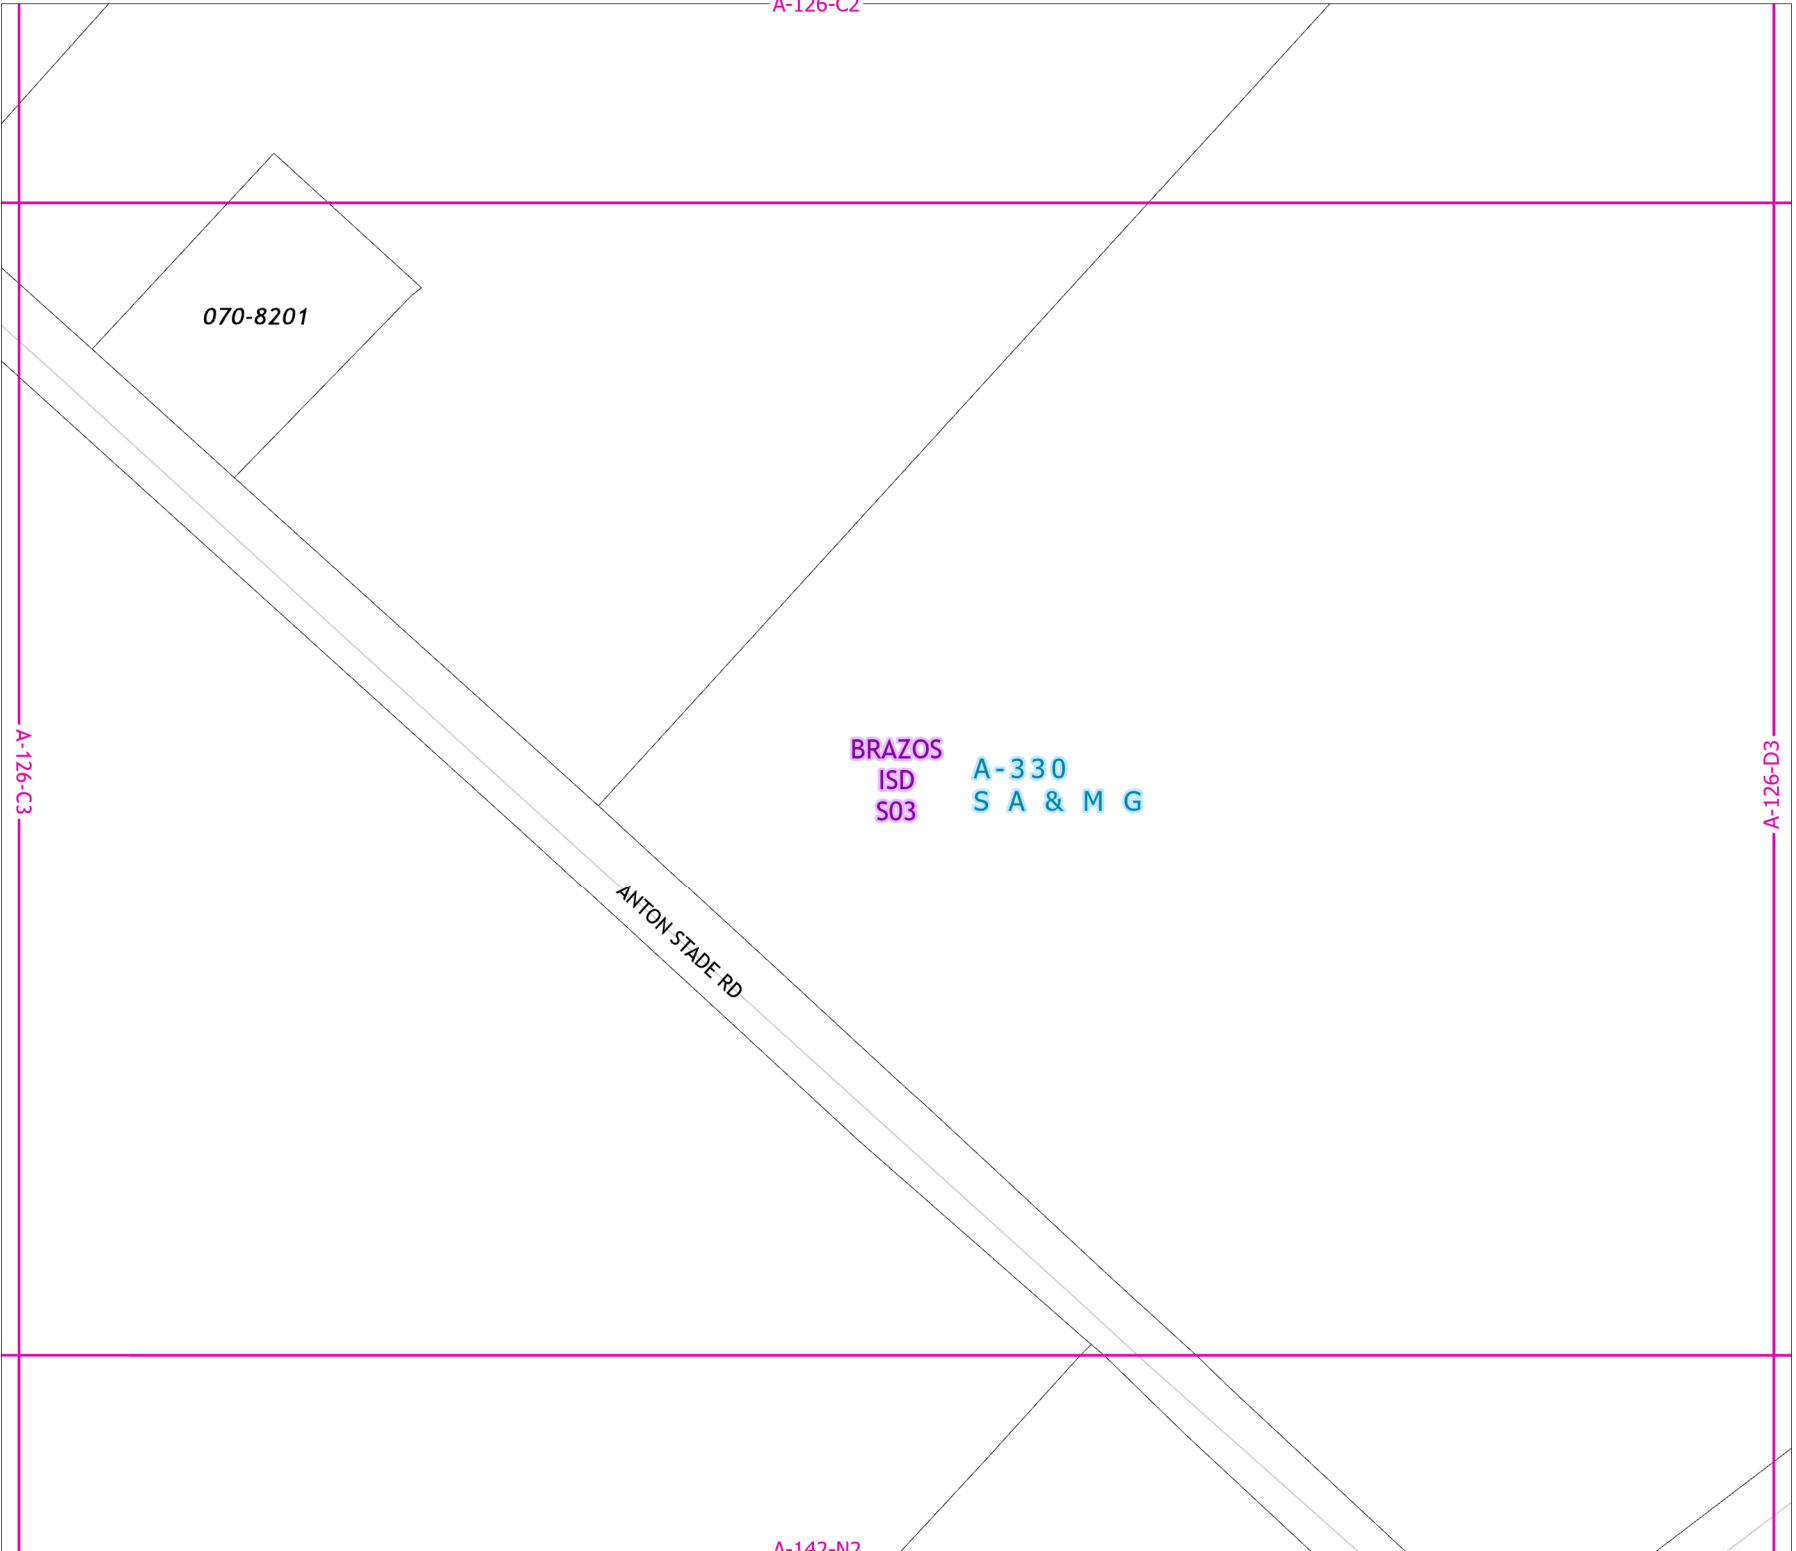 A-126-C2
070-8201
A-126-C3
BRAZOS
ISD
S03
A-330
S A & M G
A-126-D3
ANTON STADE RD
A-142-N2